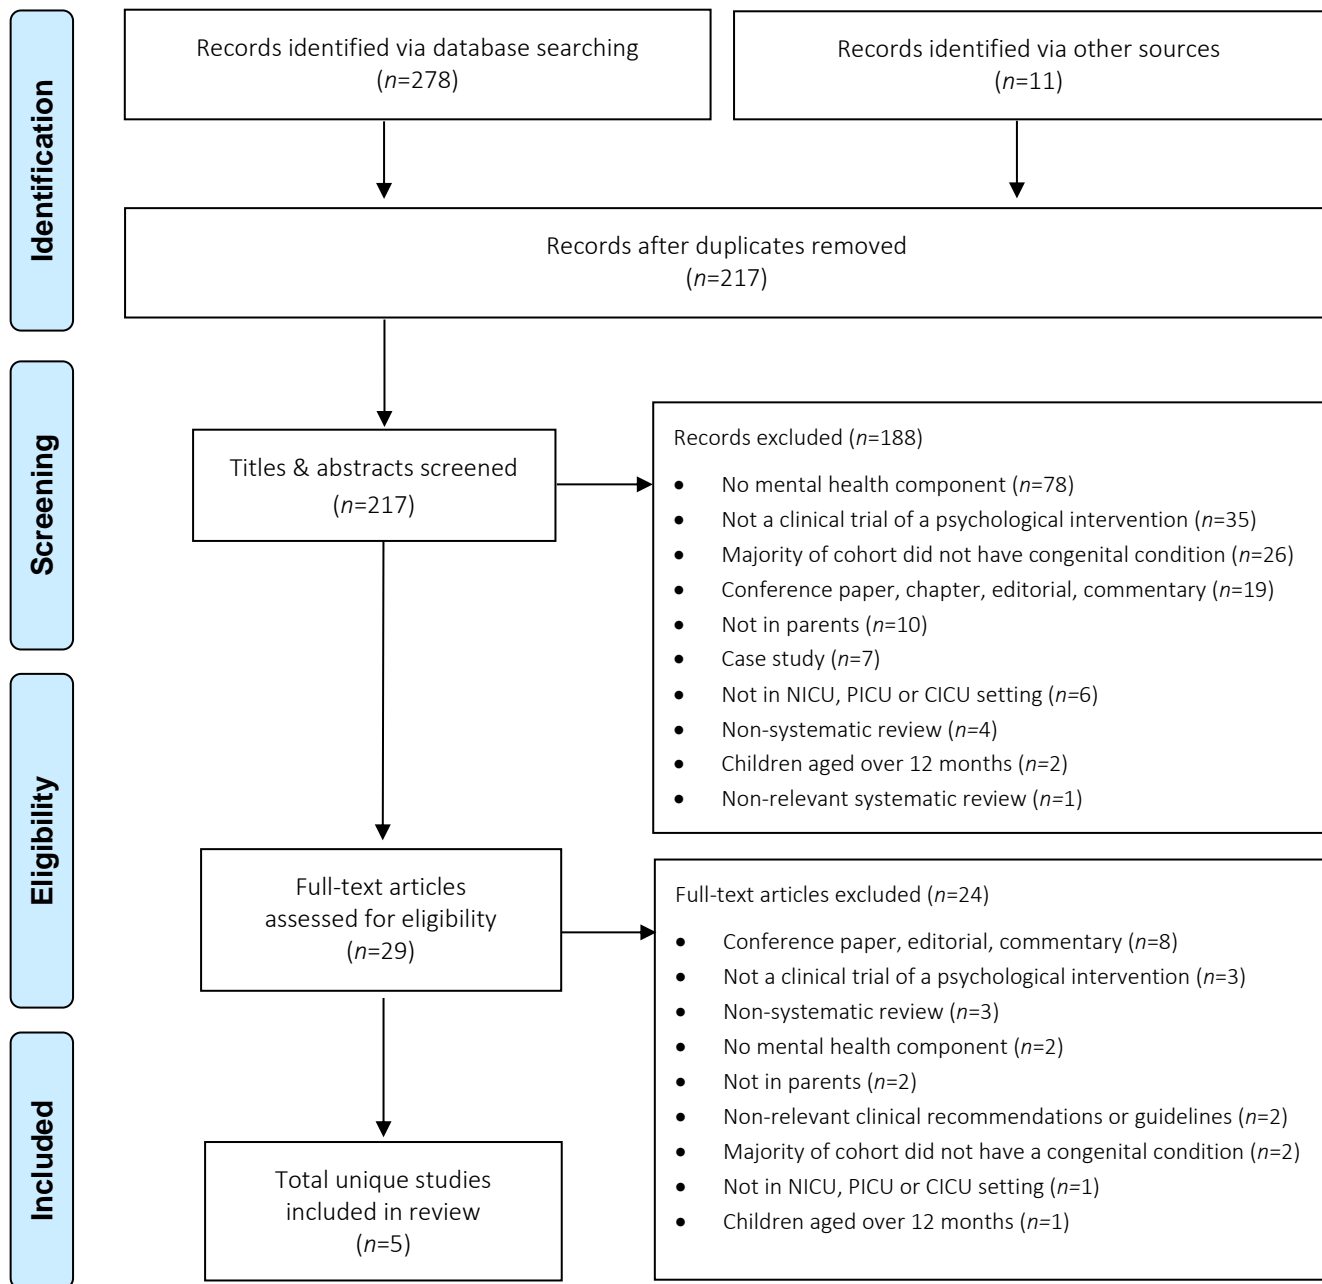 Identification
Records identified via database searching
(n=278)
Records identified via other sources
(n=11)
Records after duplicates removed
(n=217)
Screening
Titles & abstracts screened
(n=217)
Records excluded (n=188)
• No mental health component (n=78)
• Not a clinical trial of a psychological intervention (n=35)
• Majority of cohort did not have congenital condition (n=26)
• Conference paper, chapter, editorial, commentary (n=19)
• Not in parents (n=10)
• Case study (n=7)
• Not in NICU, PICU or CICU setting (n=6)
• Non-systematic review (n=4)
• Children aged over 12 months (n=2)
• Non-relevant systematic review (n=1)
Eligibility
Full-text articles
assessed for eligibility
(n=29)
Full-text articles excluded (n=24)
• Conference paper, editorial, commentary (n=8)
• Not a clinical trial of a psychological intervention (n=3)
• Non-systematic review (n=3)
• No mental health component (n=2)
• Not in parents (n=2)
• Non-relevant clinical recommendations or guidelines (n=2)
• Majority of cohort did not have a congenital condition (n=2)
• Not in NICU, PICU or CICU setting (n=1)
• Children aged over 12 months (n=1)
Included
Total unique studies
included in review
(n=5)